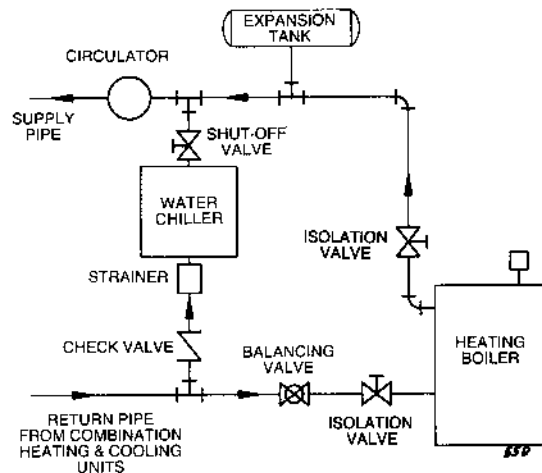 EXPANSION
TANK
CIRCULATOR
SUPPLY
PIPE
SHUT-OFF
VALVE
WATER
CHILLER
ISOLATION
VALVE
STRAINER
CHECK VALVE
BALANCING
VALVE
HEATING
BOILER
RETURN PIPE
FROM COMBINATION
HEATING & COOLING
UNITS
ISOLATION
VALVE